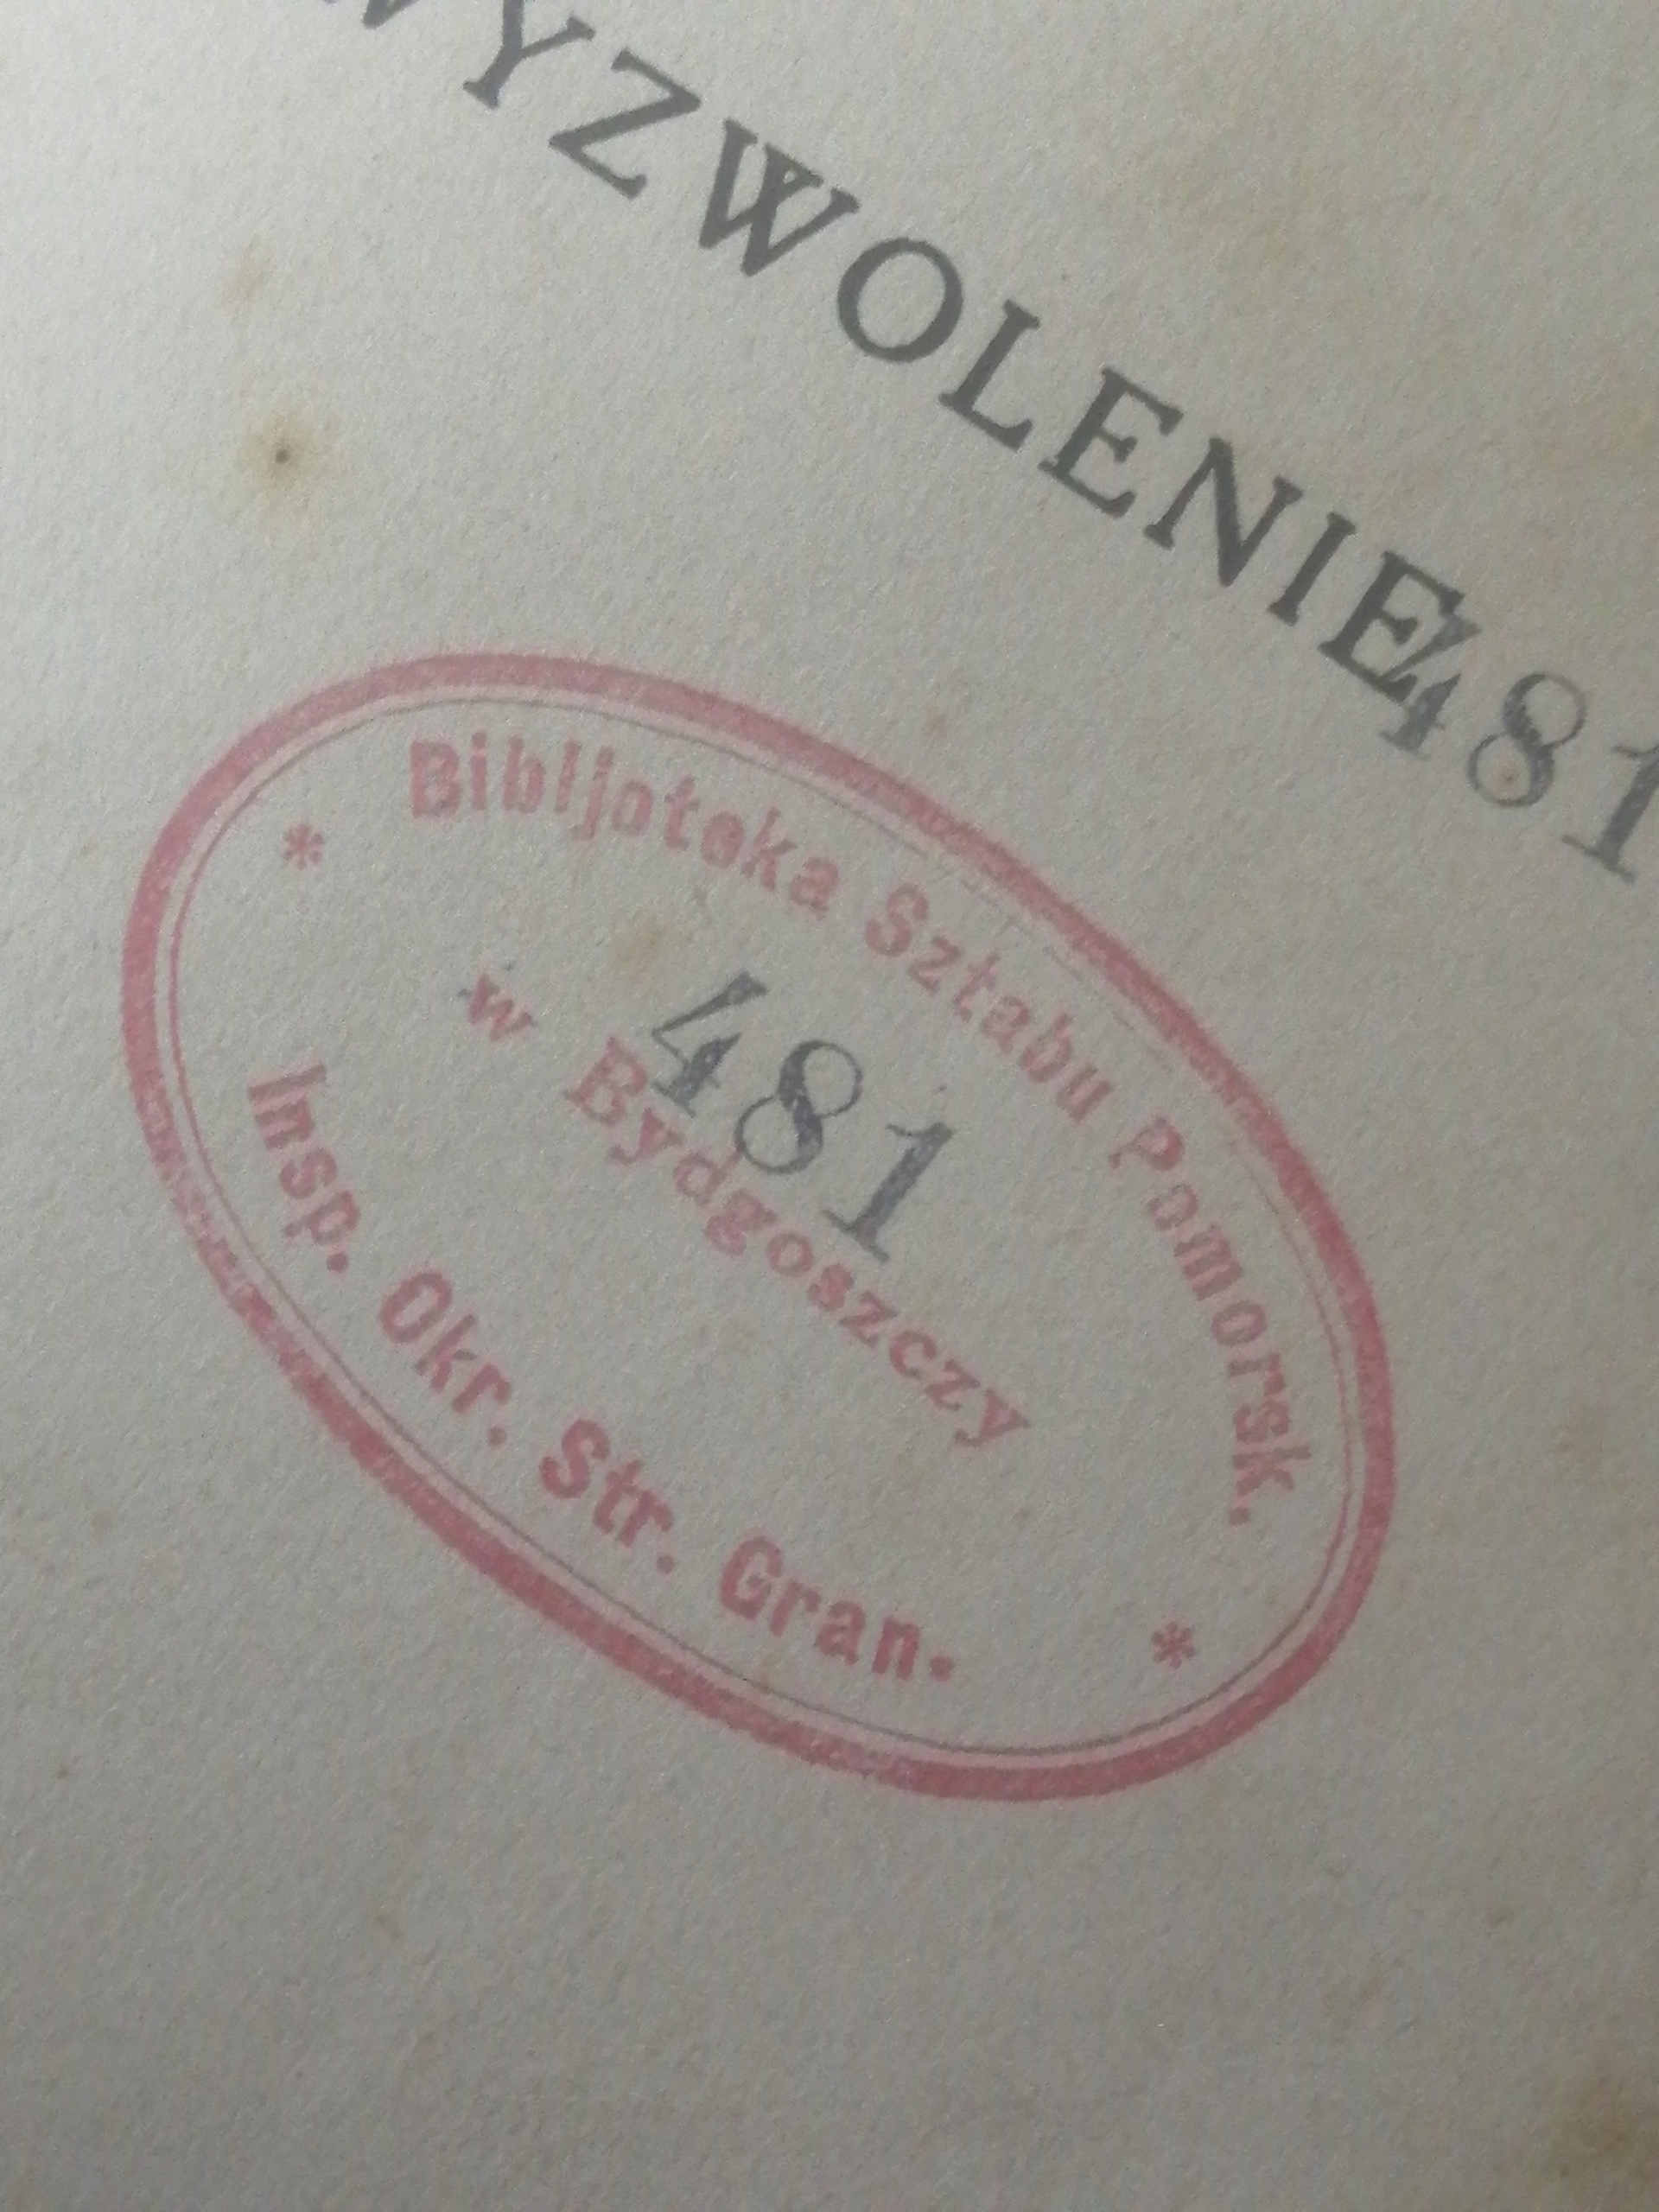 WYZWOLENIE
481
Bibljoteka Sztabu Pomorsk.
481
w Bydgoszczy
Insp. Okr. Str. Gran.